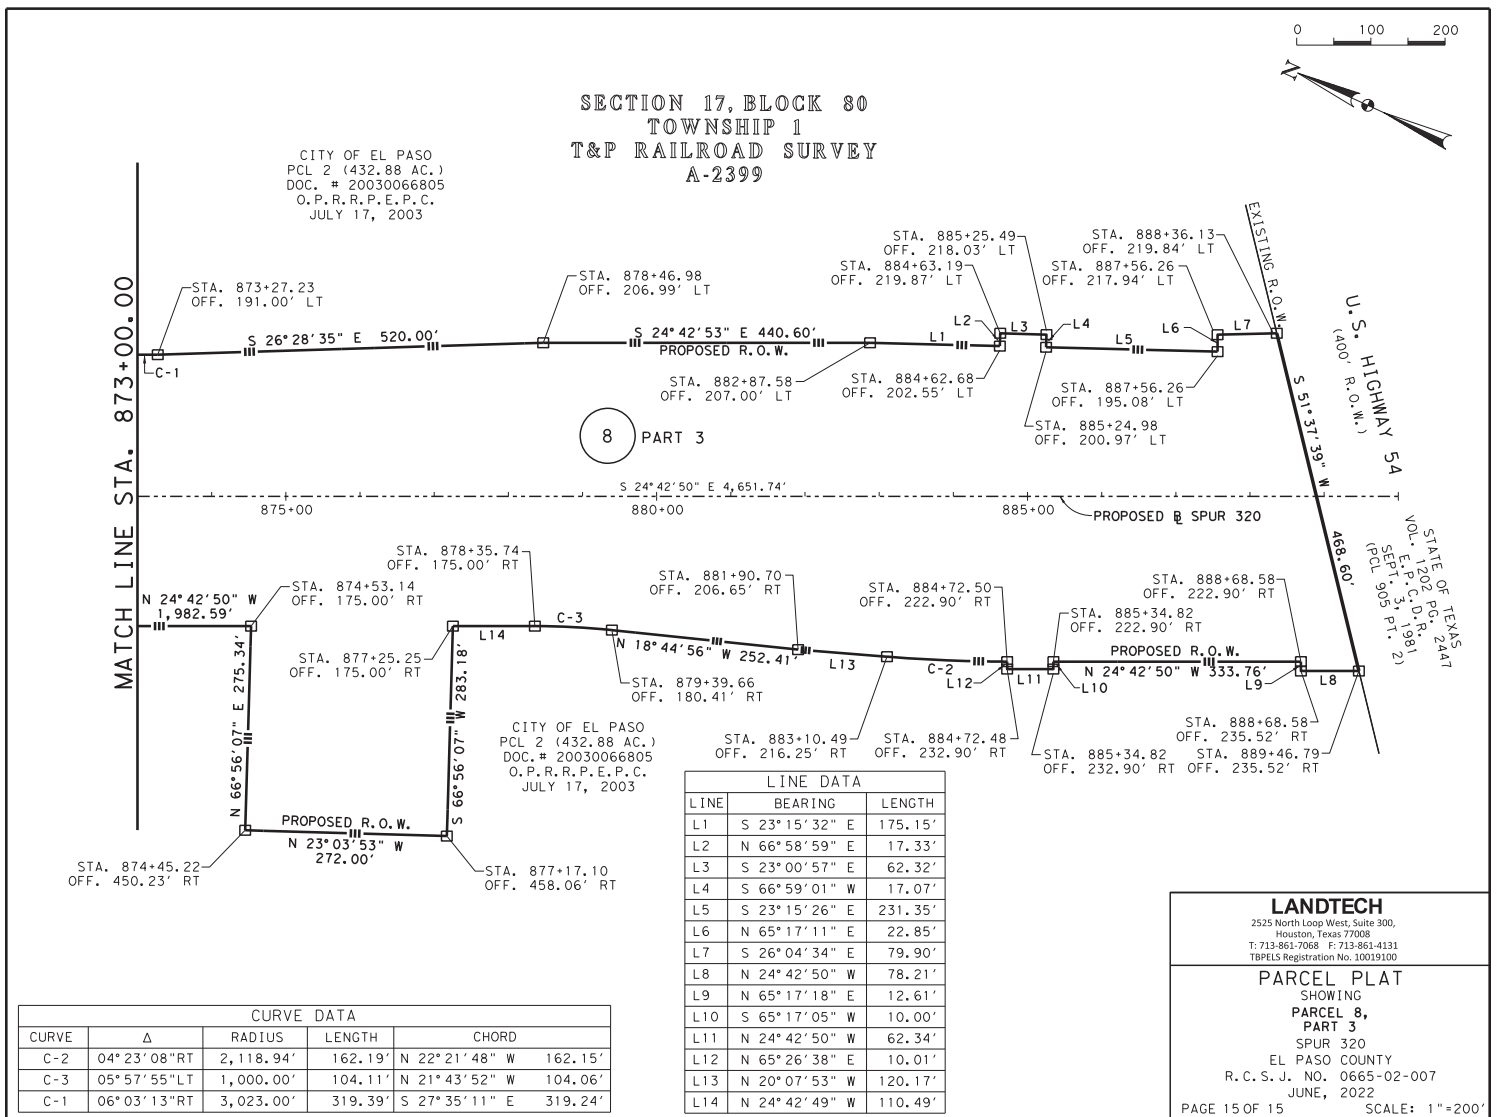 0 100 200
N
SECTION 17, BLOCK 80
TOWNSHIP 1
T&P RAILROAD SURVEY
A-2399
CITY OF EL PASO
PCL 2 (432.88 AC.)
DOC. # 20030066805
O.P.R.R.P.E.P.C.
JULY 17, 2003
MATCH LINE STA. 873+00.00
STA. 873+27.23
OFF. 191.00' LT
STA. 878+46.98
OFF. 206.99' LT
STA. 885+25.49
OFF. 218.03' LT
STA. 884+63.19
OFF. 219.87' LT
STA. 888+36.13
OFF. 219.84' LT
STA. 887+56.26
OFF. 217.94' LT
EXISTING R.O.W.
U.S. HIGHWAY 54
(400' R.O.W.)
C-1
S 26°28'35" E 520.00'
S 24°42'53" E 440.60'
PROPOSED R.O.W.
L1
L2
L3
L4
L5
L6
L7
STA. 882+87.58
OFF. 207.00' LT
STA. 884+62.68
OFF. 202.55' LT
STA. 887+56.26
OFF. 195.08' LT
STA. 885+24.98
OFF. 200.97' LT
S 51°37'39" W
468.60'
8 PART 3
S 24°42'50" E 4,651.74'
875+00
880+00
885+00
PROPOSED BL SPUR 320
STATE OF TEXAS
VOL. 1202 PG. 2447
E.P.C.D.R.
SEPT. 3, 1981
(PCL 905 PT. 2)
N 24°42'50" W
1,982.59'
STA. 874+53.14
OFF. 175.00' RT
STA. 878+35.74
OFF. 175.00' RT
STA. 877+25.25
OFF. 175.00' RT
L14
C-3
STA. 881+90.70
OFF. 206.65' RT
N 18°44'56" W 252.41'
STA. 879+39.66
OFF. 180.41' RT
L13
C-2
STA. 884+72.50
OFF. 222.90' RT
STA. 885+34.82
OFF. 222.90' RT
STA. 888+68.58
OFF. 222.90' RT
PROPOSED R.O.W.
N 24°42'50" W 333.76'
L12
L11
L10
L9
L8
STA. 883+10.49
OFF. 216.25' RT
STA. 884+72.48
OFF. 232.90' RT
STA. 885+34.82
OFF. 232.90' RT
STA. 888+68.58
OFF. 235.52' RT
STA. 889+46.79
OFF. 235.52' RT
N 66°56'07" E 275.34'
S 66°56'07" W 283.18'
PROPOSED R.O.W.
N 23°03'53" W
272.00'
STA. 874+45.22
OFF. 450.23' RT
STA. 877+17.10
OFF. 458.06' RT
CITY OF EL PASO
PCL 2 (432.88 AC.)
DOC.# 20030066805
O.P.R.R.P.E.P.C.
JULY 17, 2003
LINE DATA
LINE BEARING LENGTH
L1 S 23°15'32" E 175.15'
L2 N 66°58'59" E 17.33'
L3 S 23°00'57" E 62.32'
L4 S 66°59'01" W 17.07'
L5 S 23°15'26" E 231.35'
L6 N 65°17'11" E 22.85'
L7 S 26°04'34" E 79.90'
L8 N 24°42'50" W 78.21'
L9 N 65°17'18" E 12.61'
L10 S 65°17'05" W 10.00'
L11 N 24°42'50" W 62.34'
L12 N 65°26'38" E 10.01'
L13 N 20°07'53" W 120.17'
L14 N 24°42'49" W 110.49'
CURVE DATA
CURVE Δ RADIUS LENGTH CHORD
C-2 04°23'08"RT 2,118.94' 162.19' N 22°21'48" W 162.15'
C-3 05°57'55"LT 1,000.00' 104.11' N 21°43'52" W 104.06'
C-1 06°03'13"RT 3,023.00' 319.39' S 27°35'11" E 319.24'
LANDTECH
2525 North Loop West, Suite 300,
Houston, Texas 77008
T: 713-861-7068 F: 713-861-4131
TBPELS Registration No. 10019100
PARCEL PLAT
SHOWING
PARCEL 8,
PART 3
SPUR 320
EL PASO COUNTY
R.C.S.J. NO. 0665-02-007
JUNE, 2022
PAGE 15 OF 15 SCALE: 1"=200'